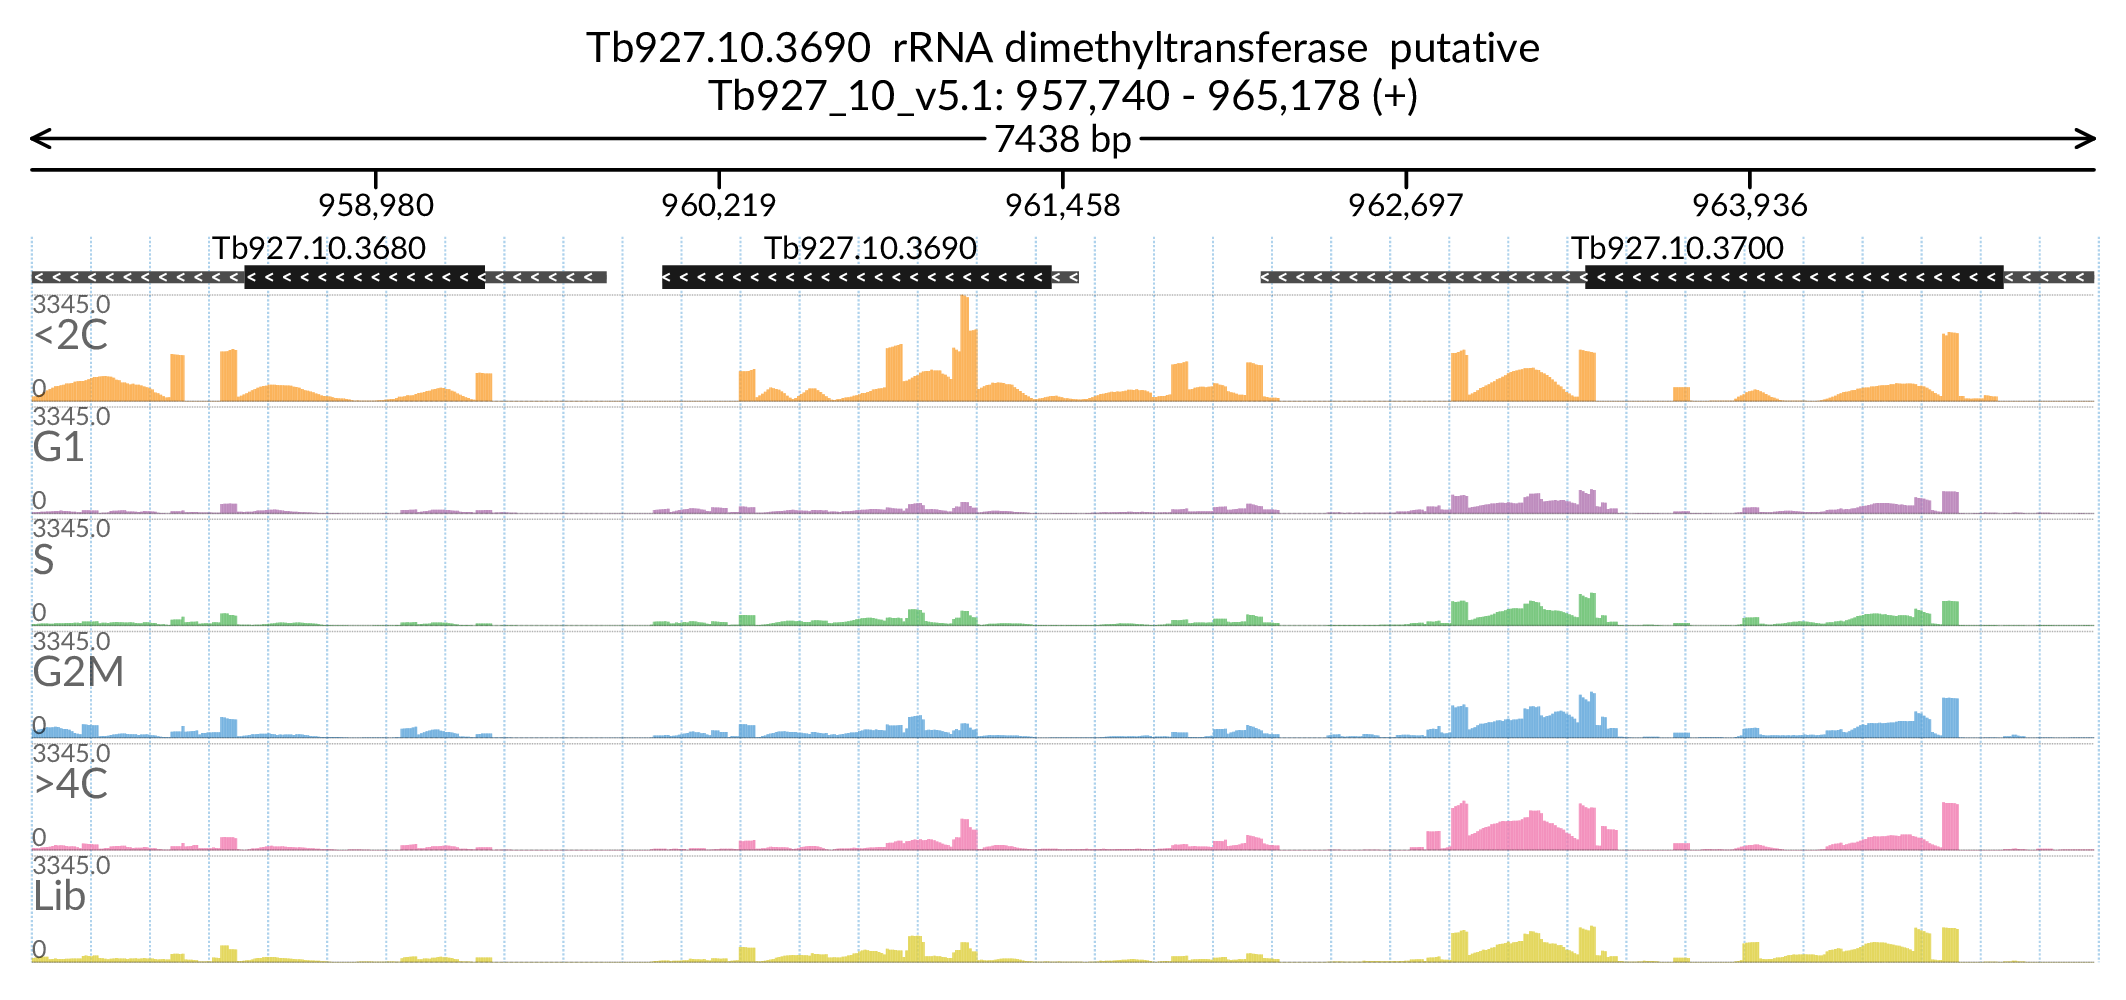 Tb927.10.3690  rRNA dimethyltransferase  putative
Tb927_10_v5.1: 957,740 - 965,178 (+)
7438 bp
958,980 960,219 961,458 962,697 963,936
Tb927.10.3680 Tb927.10.3690 Tb927.10.3700
3345.0
<2C
0
3345.0
G1
0
3345.0
S
0
3345.0
G2M
0
3345.0
>4C
0
3345.0
Lib
0